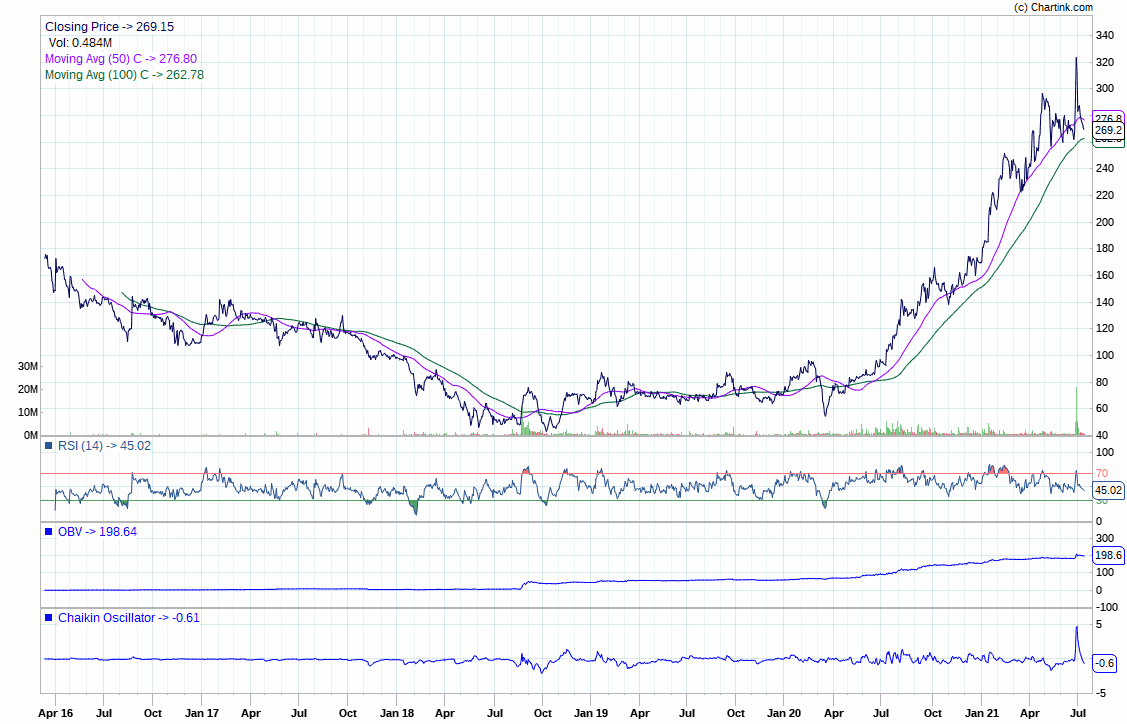 (c) Chartink.com
Closing Price -> 269.15
Vol: 0.484M
Moving Avg (50) C -> 276.80
Moving Avg (100) C -> 262.78
340
320
300
276.8
269.2
240
220
200
180
160
140
120
100
80
60
40
30M
20M
10M
0M
RSI (14) -> 45.02
100
70
45.02
0
OBV -> 198.64
300
198.6
100
0
-100
Chaikin Oscillator -> -0.61
5
-0.6
-5
Apr 16 Jul Oct Jan 17 Apr Jul Oct Jan 18 Apr Jul Oct Jan 19 Apr Jul Oct Jan 20 Apr Jul Oct Jan 21 Apr Jul